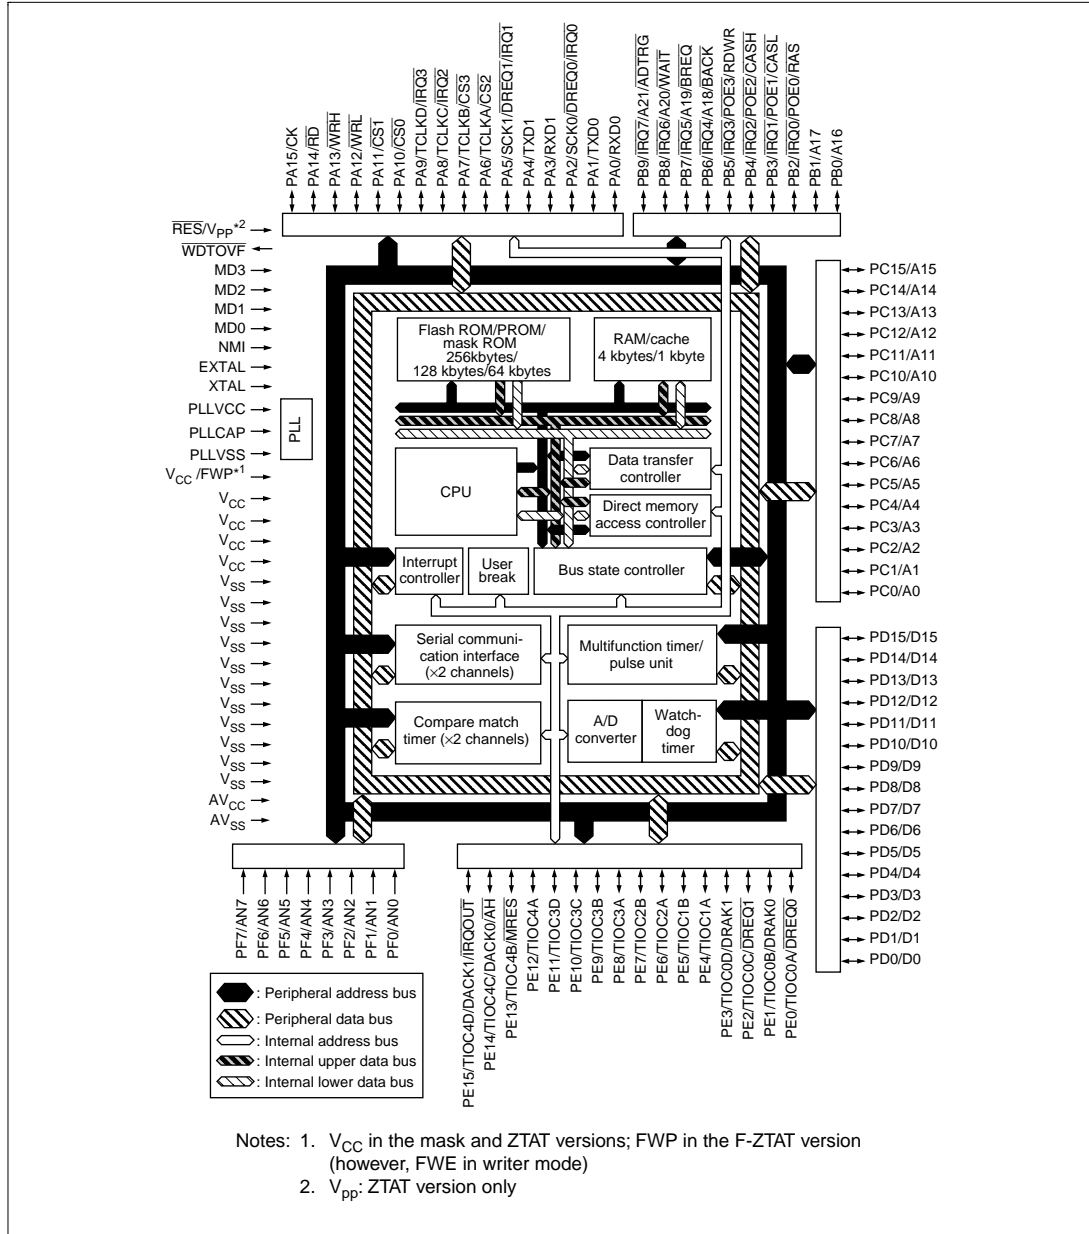 PA15/CK
PA14/RD
PA13/WRH
PA12/WRL
PA11/CS1
PA10/CS0
PA9/TCLKD/IRQ3
PA8/TCLKC/IRQ2
PA7/TCLKB/CS3
PA6/TCLKA/CS2
PA5/SCK1/DREQ1/IRQ1
PA4/TXD1
PA3/RXD1
PA2/SCK0/DREQ0/IRQ0
PA1/TXD0
PA0/RXD0
PB9/IRQ7/A21/ADTRG
PB8/IRQ6/A20/WAIT
PB7/IRQ5/A19/BREQ
PB6/IRQ4/A18/BACK
PB5/IRQ3/POE3/RDWR
PB4/IRQ2/POE2/CASH
PB3/IRQ1/POE1/CASL
PB2/IRQ0/POE0/RAS
PB1/A17
PB0/A16
RES/VPP*2
WDTOVF
MD3
MD2
MD1
MD0
NMI
EXTAL
XTAL
PLLVCC
PLLCAP
PLLVSS
VCC /FWP*1
VCC
VCC
VCC
VCC
VSS
VSS
VSS
VSS
VSS
VSS
VSS
VSS
VSS
VSS
VSS
AVCC
AVSS
PLL
Flash ROM/PROM/
mask ROM
256kbytes/
128 kbytes/64 kbytes
RAM/cache
4 kbytes/1 kbyte
CPU
Data transfer
controller
Direct memory
access controller
Interrupt
controller
User
break
Bus state controller
Serial communi-
cation interface
(×2 channels)
Multifunction timer/
pulse unit
Compare match
timer (×2 channels)
A/D
converter
Watch-
dog
timer
PC15/A15
PC14/A14
PC13/A13
PC12/A12
PC11/A11
PC10/A10
PC9/A9
PC8/A8
PC7/A7
PC6/A6
PC5/A5
PC4/A4
PC3/A3
PC2/A2
PC1/A1
PC0/A0
PD15/D15
PD14/D14
PD13/D13
PD12/D12
PD11/D11
PD10/D10
PD9/D9
PD8/D8
PD7/D7
PD6/D6
PD5/D5
PD4/D4
PD3/D3
PD2/D2
PD1/D1
PD0/D0
PF7/AN7
PF6/AN6
PF5/AN5
PF4/AN4
PF3/AN3
PF2/AN2
PF1/AN1
PF0/AN0
PE15/TIOC4D/DACK1/IRQOUT
PE14/TIOC4C/DACK0/AH
PE13/TIOC4B/MRES
PE12/TIOC4A
PE11/TIOC3D
PE10/TIOC3C
PE9/TIOC3B
PE8/TIOC3A
PE7/TIOC2B
PE6/TIOC2A
PE5/TIOC1B
PE4/TIOC1A
PE3/TIOC0D/DRAK1
PE2/TIOC0C/DREQ1
PE1/TIOC0B/DRAK0
PE0/TIOC0A/DREQ0
: Peripheral address bus
: Peripheral data bus
: Internal address bus
: Internal upper data bus
: Internal lower data bus
Notes: 1. VCC in the mask and ZTAT versions; FWP in the F-ZTAT version
(however, FWE in writer mode)
2. Vpp: ZTAT version only